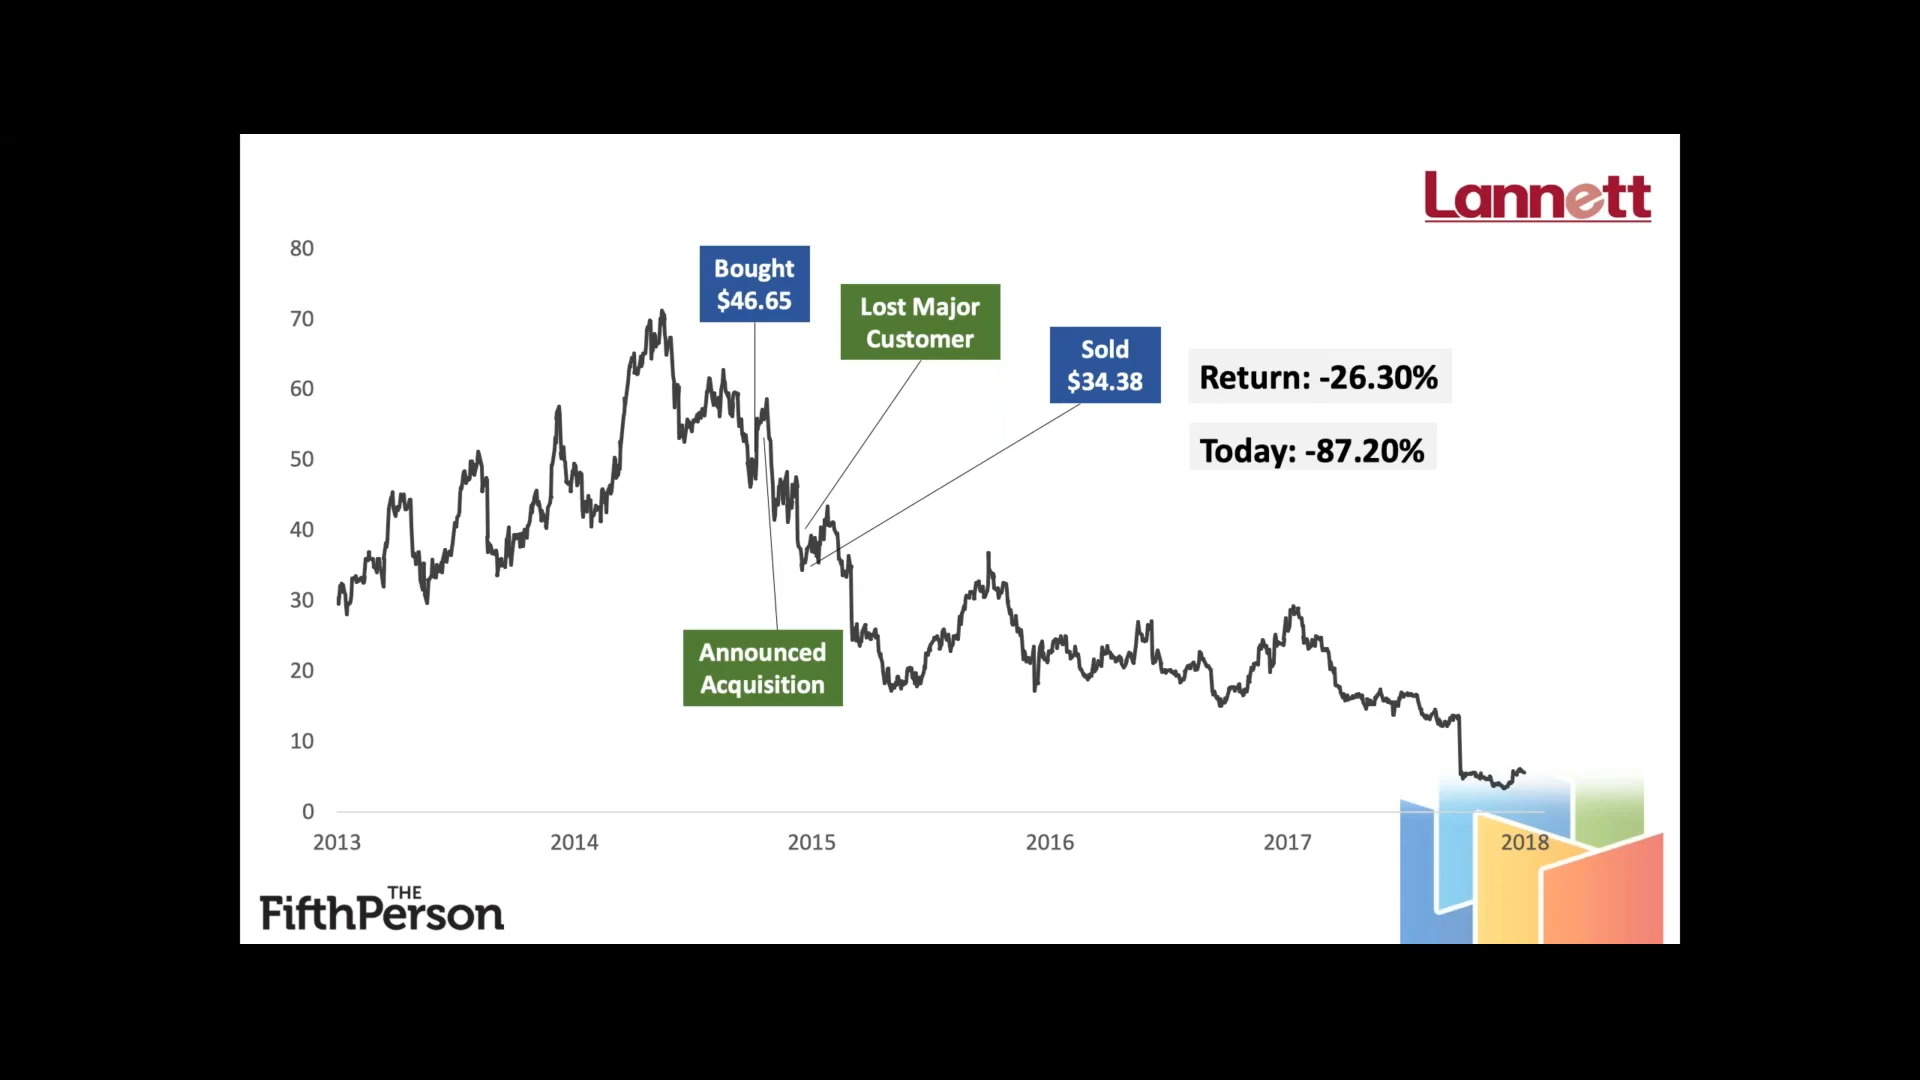 Lannett
80
70
60
50
40
30
20
10
0
Bought
$46.65
Lost Major
Customer
Sold
$34.38
Return: -26.30%
Today: -87.20%
Announced
Acquisition
2013
2014
2015
2016
2017
2018
THE
FifthPerson